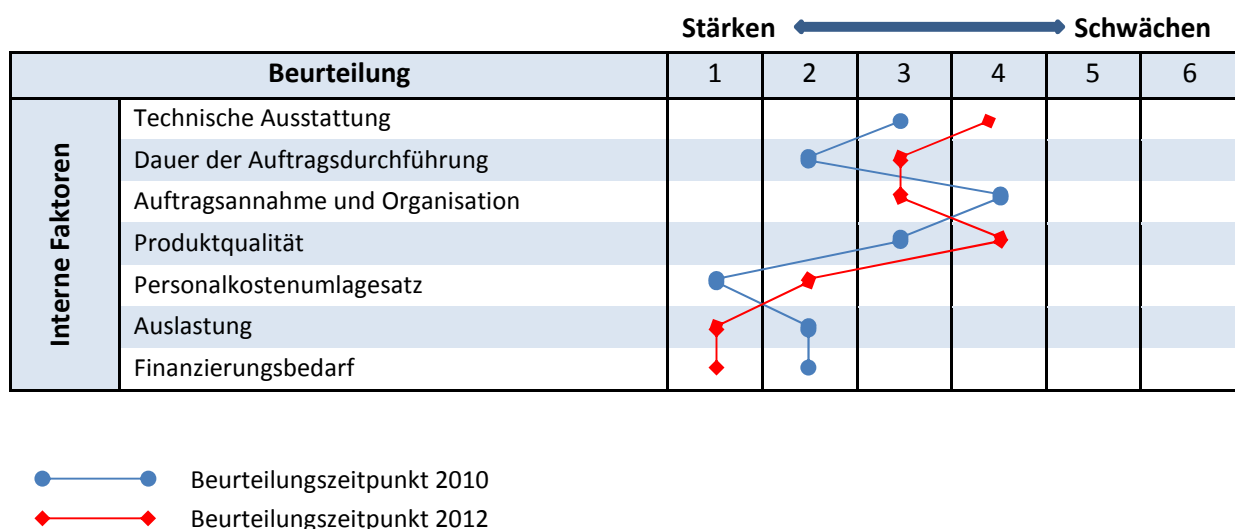 Stärken Schwächen
Beurteilung 1 2 3 4 5 6
Interne Faktoren
Technische Ausstattung
Dauer der Auftragsdurchführung
Auftragsannahme und Organisation
Produktqualität
Personalkostenumlagesatz
Auslastung
Finanzierungsbedarf
Beurteilungszeitpunkt 2010
Beurteilungszeitpunkt 2012